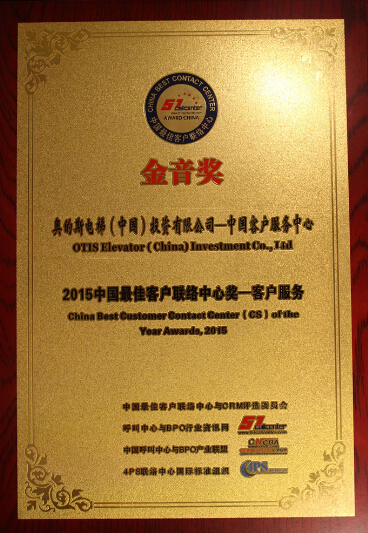 CHINA BEST CONTACT CENTER
51Callcenter
AWARD CHINA
中国最佳客户联络中心
金音奖
奥的斯电梯（中国）投资有限公司—中国客户服务中心
OTIS Elevator ( China ) Investment Co., Ltd
2015中国最佳客户联络中心奖—客户服务
China Best Customer Contact Center ( CS ) of the
Year Awards, 2015
中国最佳客户联络中心与CRM评选委员会
呼叫中心与BPO行业资讯网
51Callcenter
中国呼叫中心与BPO产业联盟
CNCBA
4PS联络中心国际标准组织
4PS